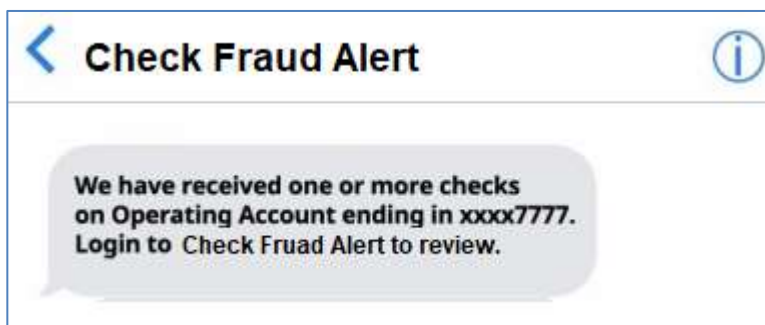 Check Fraud Alert
We have received one or more checks
on Operating Account ending in xxxx7777.
Login to Check Fruad Alert to review.